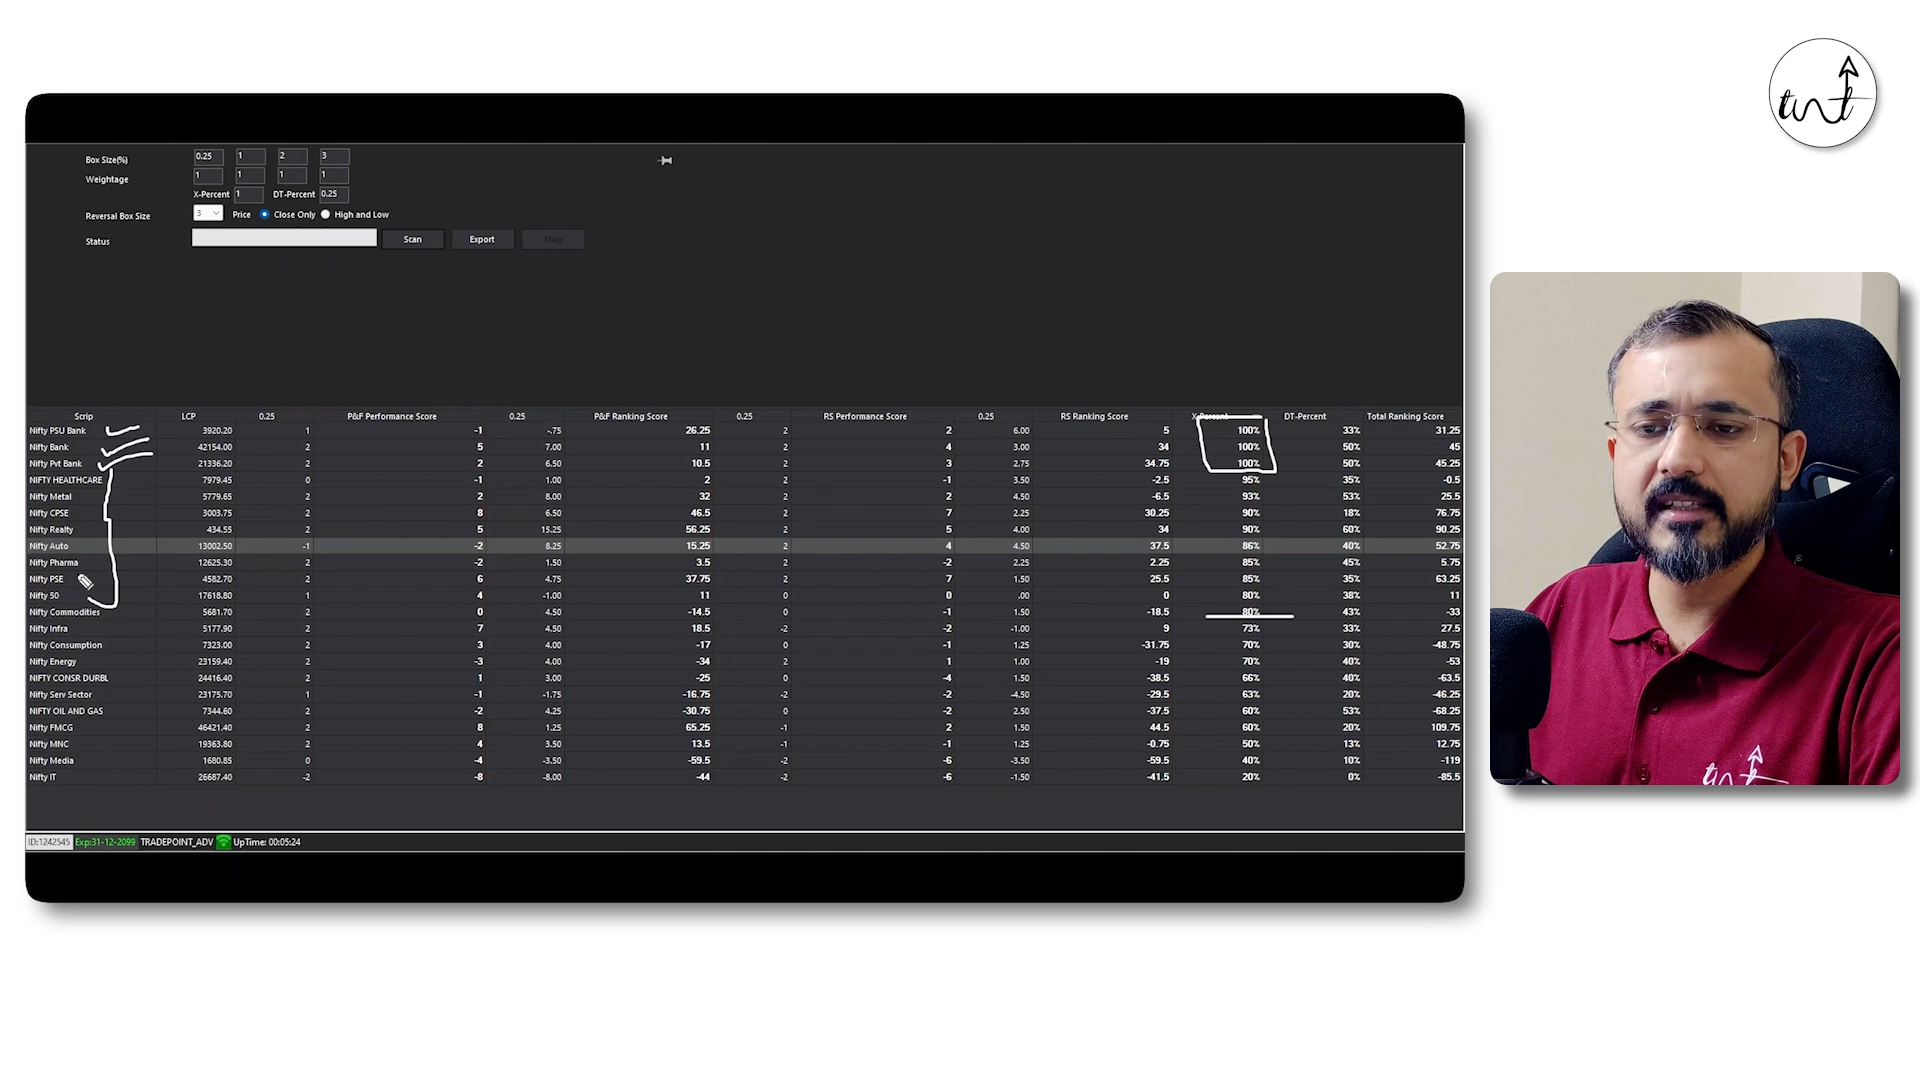 Box Size(%) 0.25 1 2 3
Weightage 1 1 1 1
X-Percent 1 DT-Percent 0.25
Reversal Box Size 3 Price Close Only High and Low
Status Scan Export Stop
Scrip LCP 0.25 P&F Performance Score 0.25 P&F Ranking Score 0.25 RS Performance Score 0.25 RS Ranking Score X-Percent DT-Percent Total Ranking Score
Nifty PSU Bank 3920.20 1 -1 -.75 26.25 2 2 6.00 5 100% 33% 31.25
Nifty Bank 42154.00 2 5 7.00 11 2 4 3.00 34 100% 50% 45
Nifty Pvt Bank 21336.20 2 2 6.50 10.5 2 3 2.75 34.75 100% 50% 45.25
NIFTY HEALTHCARE 7979.45 0 -1 1.00 2 2 -1 3.50 -2.5 95% 35% -0.5
Nifty Metal 5779.65 2 2 8.00 32 2 2 4.50 -6.5 93% 53% 25.5
Nifty CPSE 3003.75 2 8 6.50 46.5 2 7 2.25 30.25 90% 18% 76.75
Nifty Realty 434.55 2 5 15.25 56.25 2 5 4.00 34 90% 60% 90.25
Nifty Auto 13002.50 -1 -2 8.25 15.25 2 4 4.50 37.5 86% 40% 52.75
Nifty Pharma 12625.30 2 -2 1.50 3.5 2 -2 2.25 2.25 85% 45% 5.75
Nifty PSE 4582.70 2 6 4.75 37.75 2 7 1.50 25.5 85% 35% 63.25
Nifty 50 17618.80 1 4 -1.00 11 0 0 .00 0 80% 38% 11
Nifty Commodities 5681.70 2 0 4.50 -14.5 0 -1 1.50 -18.5 80% 43% -33
Nifty Infra 5177.90 2 7 4.50 18.5 -2 -2 -1.00 9 73% 33% 27.5
Nifty Consumption 7323.00 2 3 4.00 -17 0 -1 1.25 -31.75 70% 30% -48.75
Nifty Energy 23159.40 2 -3 4.00 -34 2 1 1.00 -19 70% 40% -53
NIFTY CONSR DURBL 24416.40 2 1 3.00 -25 0 -4 1.50 -38.5 66% 40% -63.5
Nifty Serv Sector 23175.70 1 -1 -1.75 -16.75 -2 -2 -4.50 -29.5 63% 20% -46.25
NIFTY OIL AND GAS 7344.60 2 -2 4.25 -30.75 0 -2 2.50 -37.5 60% 53% -68.25
Nifty FMCG 46421.40 2 8 1.25 65.25 -1 2 1.50 44.5 60% 20% 109.75
Nifty MNC 19363.80 2 4 3.50 13.5 -1 -1 1.25 -0.75 50% 13% 12.75
Nifty Media 1680.85 0 -4 -3.50 -59.5 -2 -6 -3.50 -59.5 40% 10% -119
Nifty IT 26687.40 -2 -8 -8.00 -44 -2 -6 -1.50 -41.5 20% 0% -85.5
ID:1242545 Exp:31-12-2099 TRADEPOINT_ADV UpTime: 00:05:24